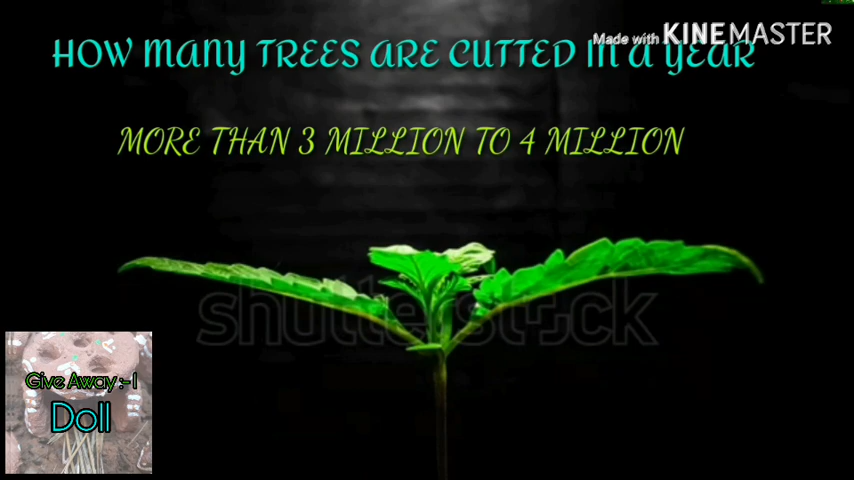 Made with KINEMASTER
HOW MANY TREES ARE CUTTED IN A YEAR
MORE THAN 3 MILLION TO 4 MILLION
shutterstock
Give Away :- 1
Doll